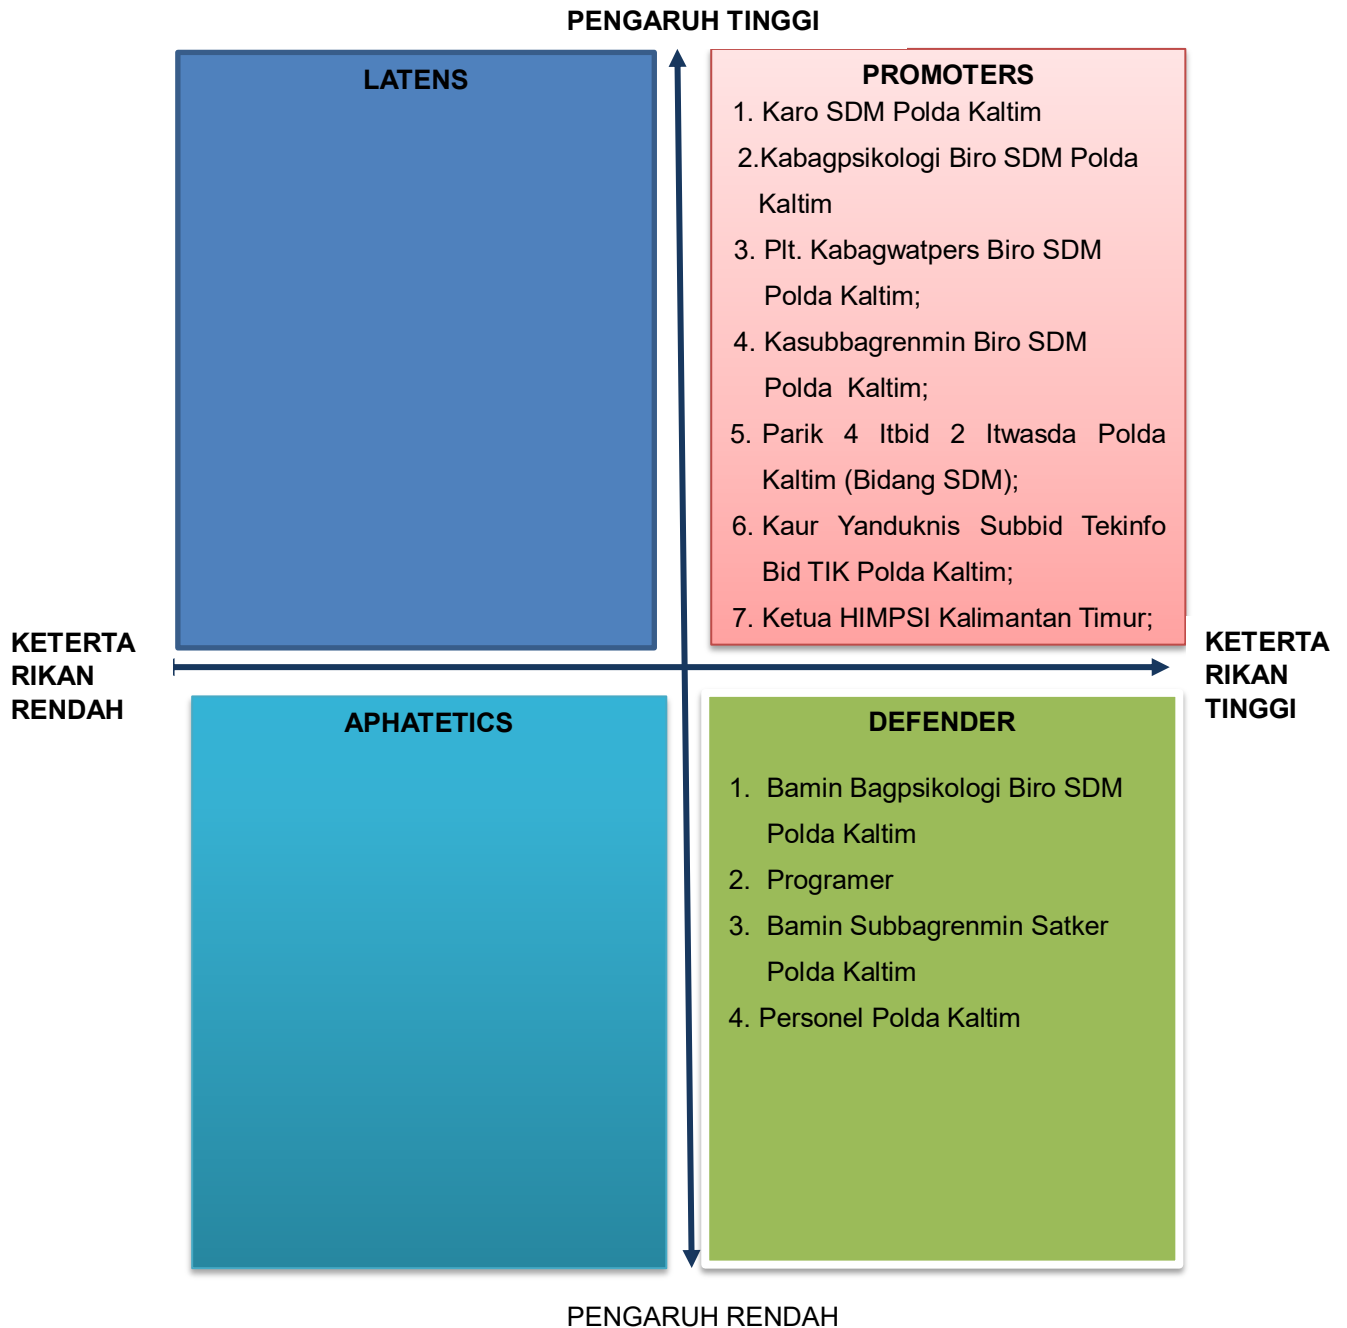 PENGARUH TINGGI
LATENS
PROMOTERS
1. Karo SDM Polda Kaltim
2.Kabagpsikologi Biro SDM Polda
Kaltim
3. Plt. Kabagwatpers Biro SDM
Polda Kaltim;
4. Kasubbagrenmin Biro SDM
Polda Kaltim;
5. Parik 4 Itbid 2 Itwasda Polda
Kaltim (Bidang SDM);
6. Kaur Yanduknis Subbid Tekinfo
Bid TIK Polda Kaltim;
7. Ketua HIMPSI Kalimantan Timur;
KETERTA
RIKAN
RENDAH
KETERTA
RIKAN
TINGGI
APHATETICS
DEFENDER
1. Bamin Bagpsikologi Biro SDM
Polda Kaltim
2. Programer
3. Bamin Subbagrenmin Satker
Polda Kaltim
4. Personel Polda Kaltim
PENGARUH RENDAH